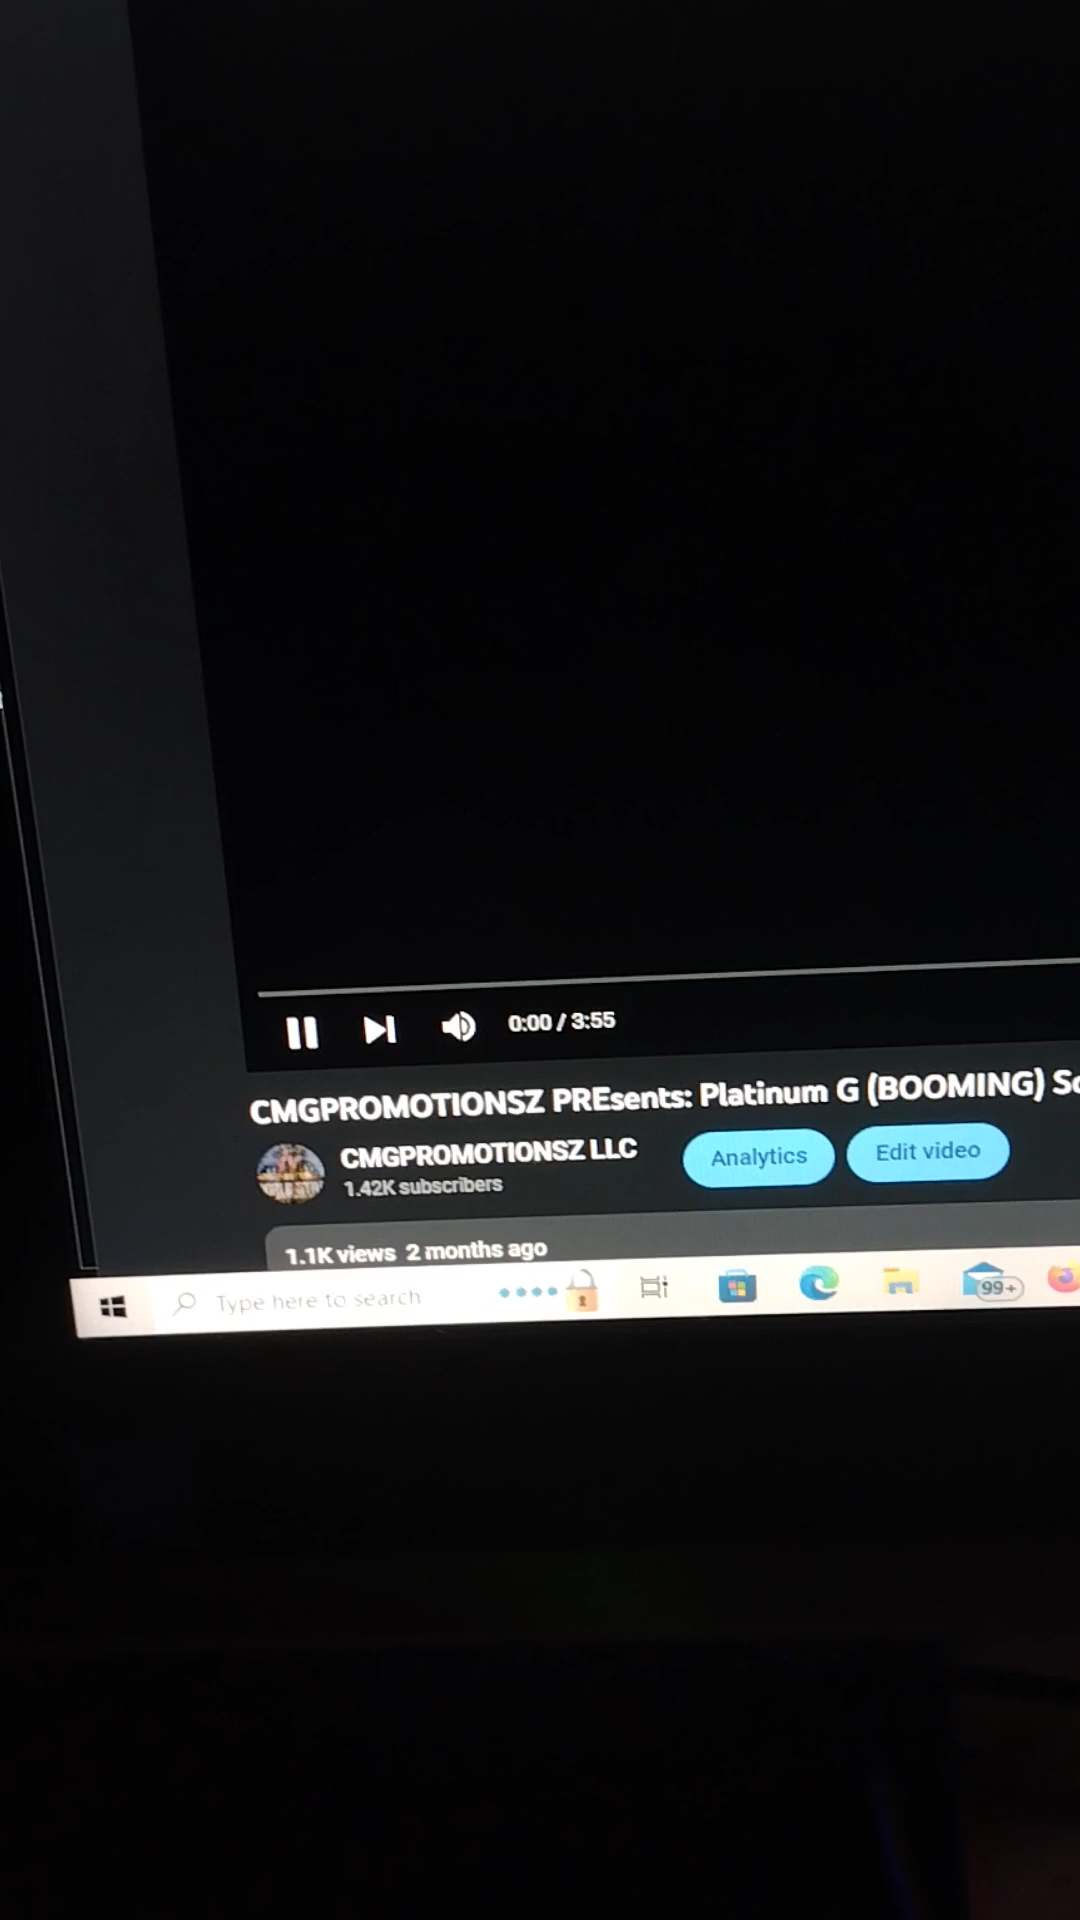 0:00 / 3:55
CMGPROMOTIONSZ PREsents: Platinum G (BOOMING) So
CMGPROMOTIONSZ LLC
1.42K subscribers
Analytics
Edit video
1.1K views 2 months ago
Type here to search
99+